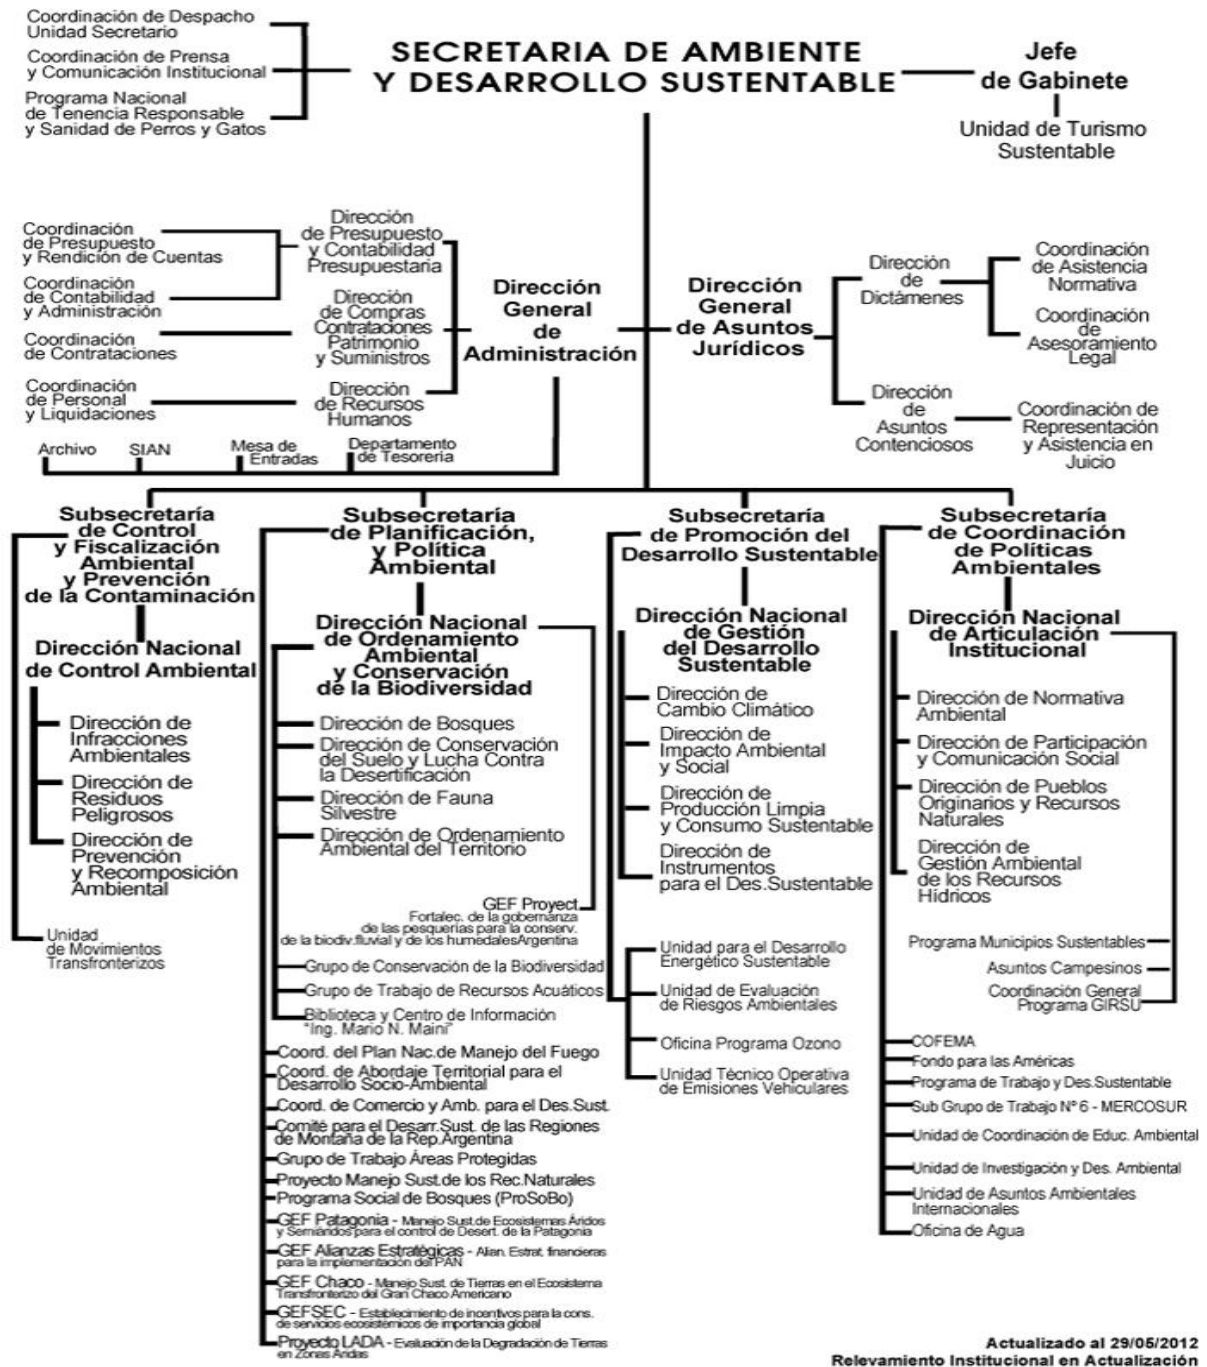 Coordinación de Despacho
Unidad Secretario
Coordinación de Prensa
y Comunicación Institucional
Programa Nacional
de Tenencia Responsable
y Sanidad de Perros y Gatos
SECRETARIA DE AMBIENTE
Y DESARROLLO SUSTENTABLE
Jefe
de Gabinete
Unidad de Turismo
Sustentable
Coordinación
de Presupuesto
y Rendición de Cuentas
Coordinación
de Contabilidad
y Administración
Coordinación
de Contrataciones
Coordinación
de Personal
y Liquidaciones
Dirección
de Presupuesto
y Contabilidad
Presupuestaria
Dirección
de Compras
Contrataciones
Patrimonio
y Suministros
Dirección
de Recursos
Humanos
Dirección
General
de
Administración
Archivo
SIAN
Mesa de
Entradas
Departamento
de Tesorería
Dirección
General
de Asuntos
Jurídicos
Dirección
de
Dictámenes
Coordinación
de Asistencia
Normativa
Coordinación
de
Asesoramiento
Legal
Dirección
de
Asuntos
Contenciosos
Coordinación de
Representación
y Asistencia en
Juicio
Subsecretaría
de Control
y Fiscalización
Ambiental
y Prevención
de la Contaminación
Dirección Nacional
de Control Ambiental
Dirección de
Infracciones
Ambientales
Dirección de
Residuos
Peligrosos
Dirección de
Prevención
y Recomposición
Ambiental
Unidad
de Movimientos
Transfronterizos
Subsecretaría
de Planificación,
y Política
Ambiental
Dirección Nacional
de Ordenamiento
Ambiental
y Conservación
de la Biodiversidad
Dirección de Bosques
Dirección de Conservación
del Suelo y Lucha Contra
la Desertificación
Dirección de Fauna
Silvestre
Dirección de Ordenamiento
Ambiental del Territorio
GEF Proyect
Fortalec. de la gobernanza
de las pesquerías para la conserv.
de la biodiv.fluvial y de los humedalesArgentina
Grupo de Conservación de la Biodiversidad
Grupo de Trabajo de Recursos Acuáticos
Biblioteca y Centro de Información
"Ing. Mario N. Maini"
Coord. del Plan Nac.de Manejo del Fuego
Coord. de Abordaje Territorial para el
Desarrollo Socio-Ambiental
Coord. de Comercio y Amb. para el Des.Sust.
Comité para el Desarr.Sust. de las Regiones
de Montaña de la Rep.Argentina
Grupo de Trabajo Áreas Protegidas
Proyecto Manejo Sust.de los Rec.Naturales
Programa Social de Bosques (ProSoBo)
GEF Patagonia - Manejo Sust.de Ecosistemas Áridos
y Semiáridos para el control de Desert. de la Patagonia
GEF Alianzas Estratégicas - Alian. Estrat. financieras
para la implementación del PAN
GEF Chaco - Manejo Sust. de Tierras en el Ecosistema
Transfronterizo del Gran Chaco Americano
GEFSEC - Establecimiento de incentivos para la cons.
de servicios ecosistémicos de importancia global
Proyecto LADA - Evaluación de la Degradación de Tierras
en Zonas Áridas
Subsecretaría
de Promoción del
Desarrollo Sustentable
Dirección Nacional
de Gestión
del Desarrollo
Sustentable
Dirección de
Cambio Climático
Dirección de
Impacto Ambiental
y Social
Dirección de
Producción Limpia
y Consumo Sustentable
Dirección de
Instrumentos
para el Des.Sustentable
Unidad para el Desarrollo
Energético Sustentable
Unidad de Evaluación
de Riesgos Ambientales
Oficina Programa Ozono
Unidad Técnico Operativa
de Emisiones Vehiculares
Subsecretaría
de Coordinación
de Políticas
Ambientales
Dirección Nacional
de Articulación
Institucional
Dirección de Normativa
Ambiental
Dirección de Participación
y Comunicación Social
Dirección de Pueblos
Originarios y Recursos
Naturales
Dirección de
Gestión Ambiental
de los Recursos
Hídricos
Programa Municipios Sustentables
Asuntos Campesinos
Coordinación General
Programa GIRSU
COFEMA
Fondo para las Américas
Programa de Trabajo y Des.Sustentable
Sub Grupo de Trabajo Nº 6 - MERCOSUR
Unidad de Coordinación de Educ. Ambiental
Unidad de Investigación y Des. Ambiental
Unidad de Asuntos Ambientales
Internacionales
Oficina de Agua
Actualizado al 29/05/2012
Relevamiento Institucional en Actualización